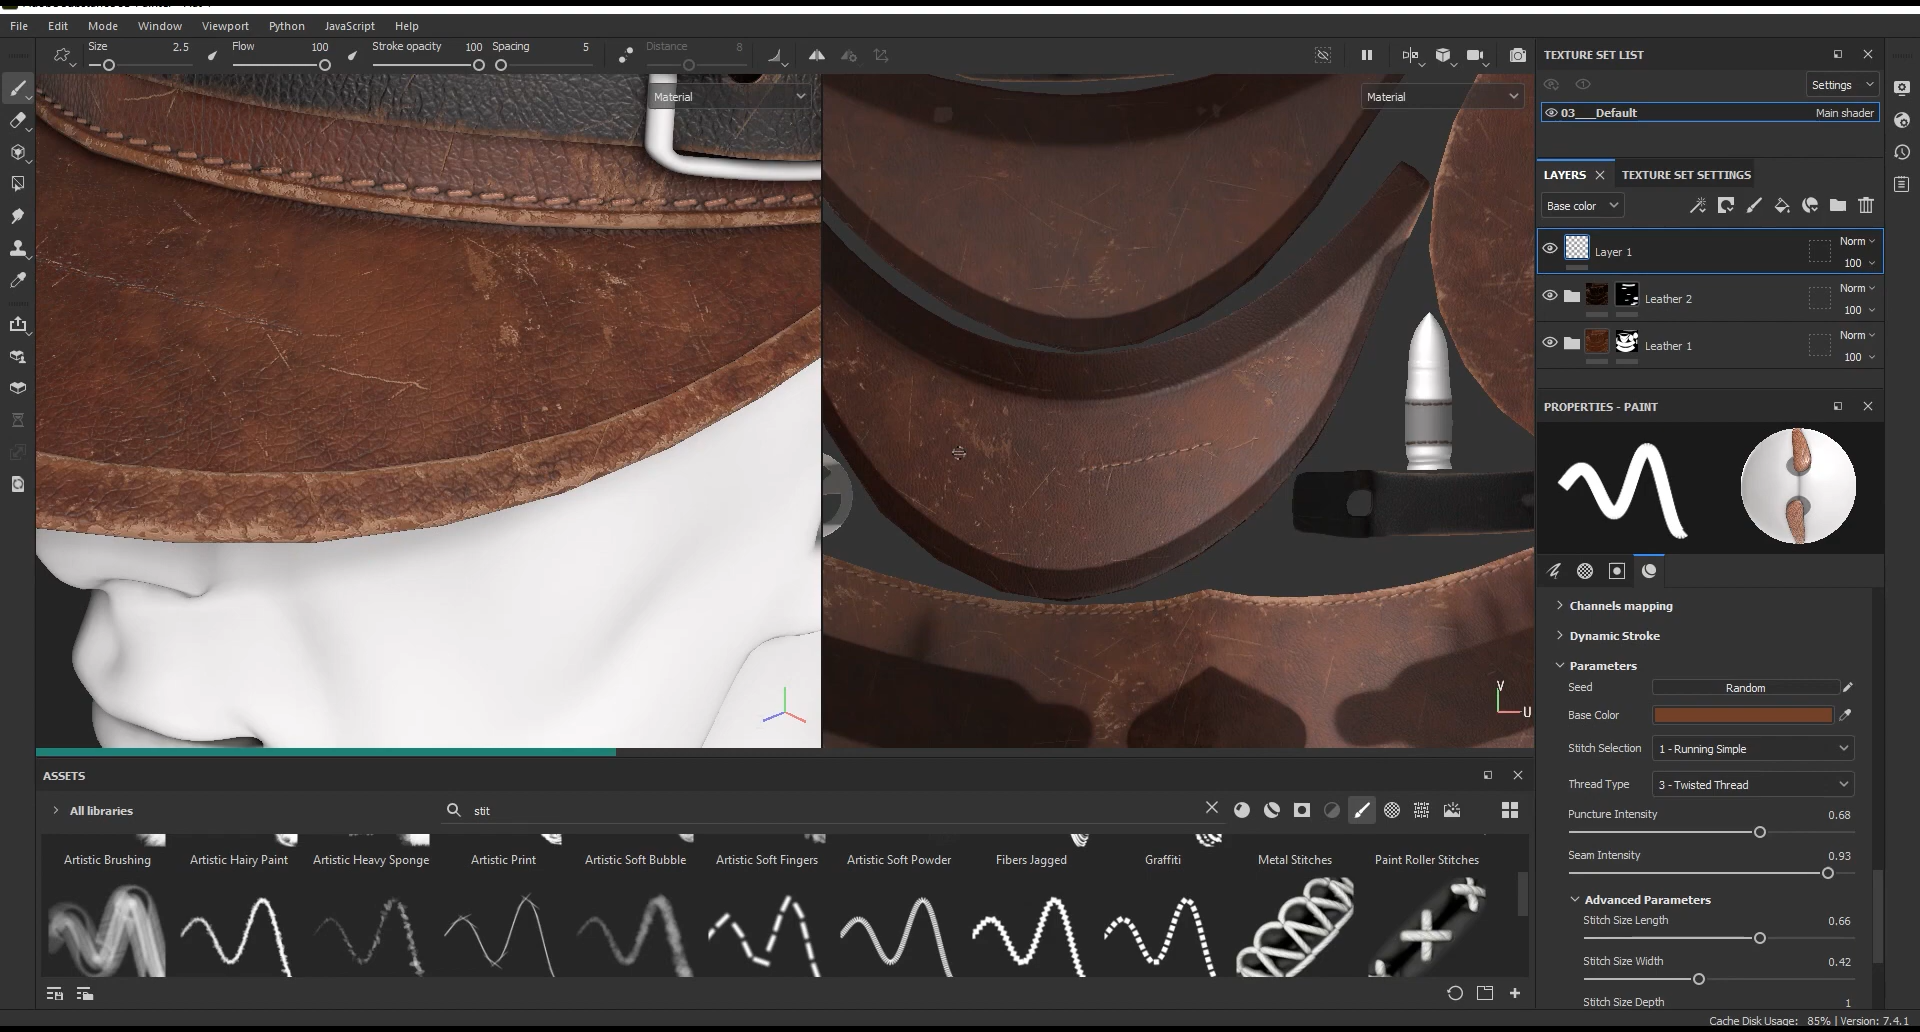 File Edit Mode Window Viewport Python JavaScript Help
Size 2.5 Flow 100 Stroke opacity 100 Spacing 5 Distance 8
Material
Material
TEXTURE SET LIST
Settings
03___Default Main shader
LAYERS TEXTURE SET SETTINGS
Base color
Layer 1 Norm 100
Leather 2 Norm 100
Leather 1 Norm 100
PROPERTIES - PAINT
Channels mapping
Dynamic Stroke
Parameters
Seed Random
Base Color
Stitch Selection 1 - Running Simple
Thread Type 3 - Twisted Thread
Puncture Intensity 0.68
Seam Intensity 0.93
Advanced Parameters
Stitch Size Length 0.66
Stitch Size Width 0.42
Stitch Size Depth 1
V
U
ASSETS
All libraries stit
Artistic Brushing Artistic Hairy Paint Artistic Heavy Sponge Artistic Print Artistic Soft Bubble Artistic Soft Fingers Artistic Soft Powder Fibers Jagged Graffiti Metal Stitches Paint Roller Stitches
Cache Disk Usage: 85% | Version: 7.4.1